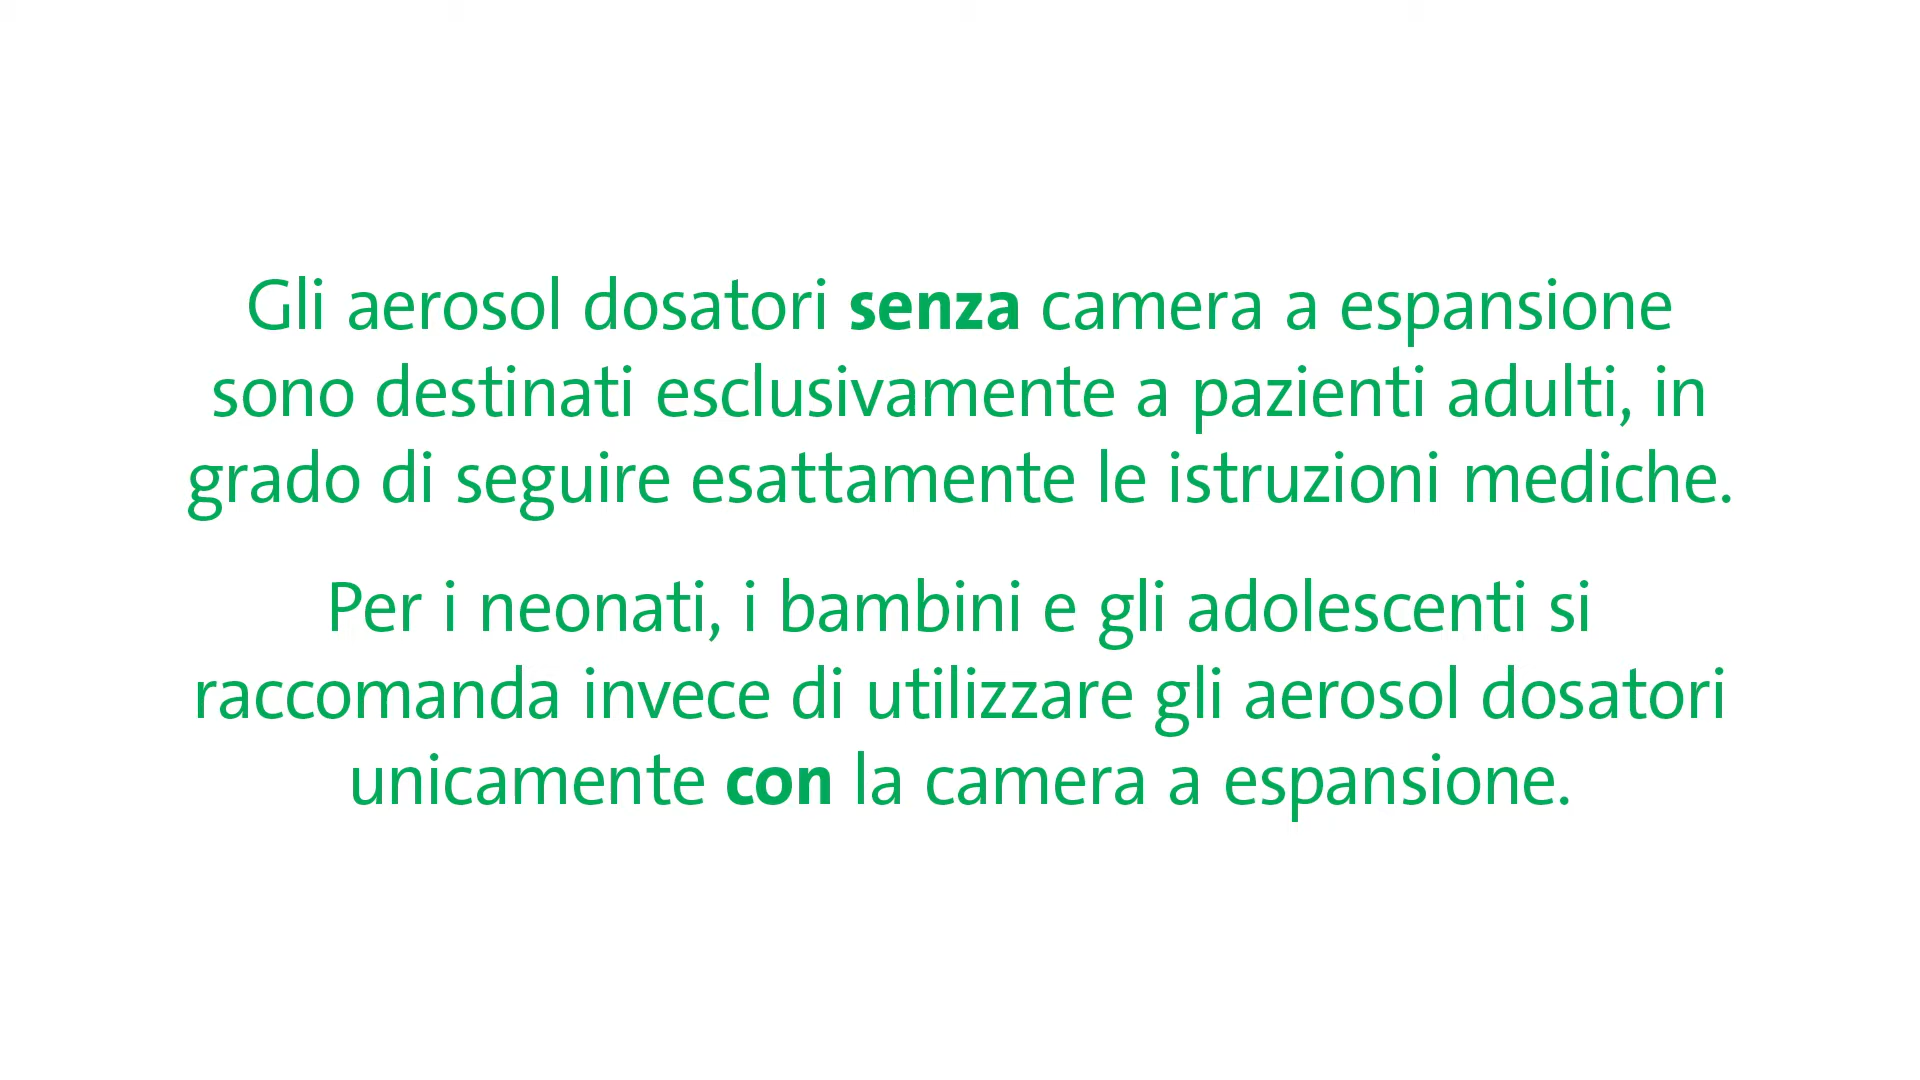 Gli aerosol dosatori senza camera a espansione
sono destinati esclusivamente a pazienti adulti, in
grado di seguire esattamente le istruzioni mediche.
Per i neonati, i bambini e gli adolescenti si
raccomanda invece di utilizzare gli aerosol dosatori
unicamente con la camera a espansione.